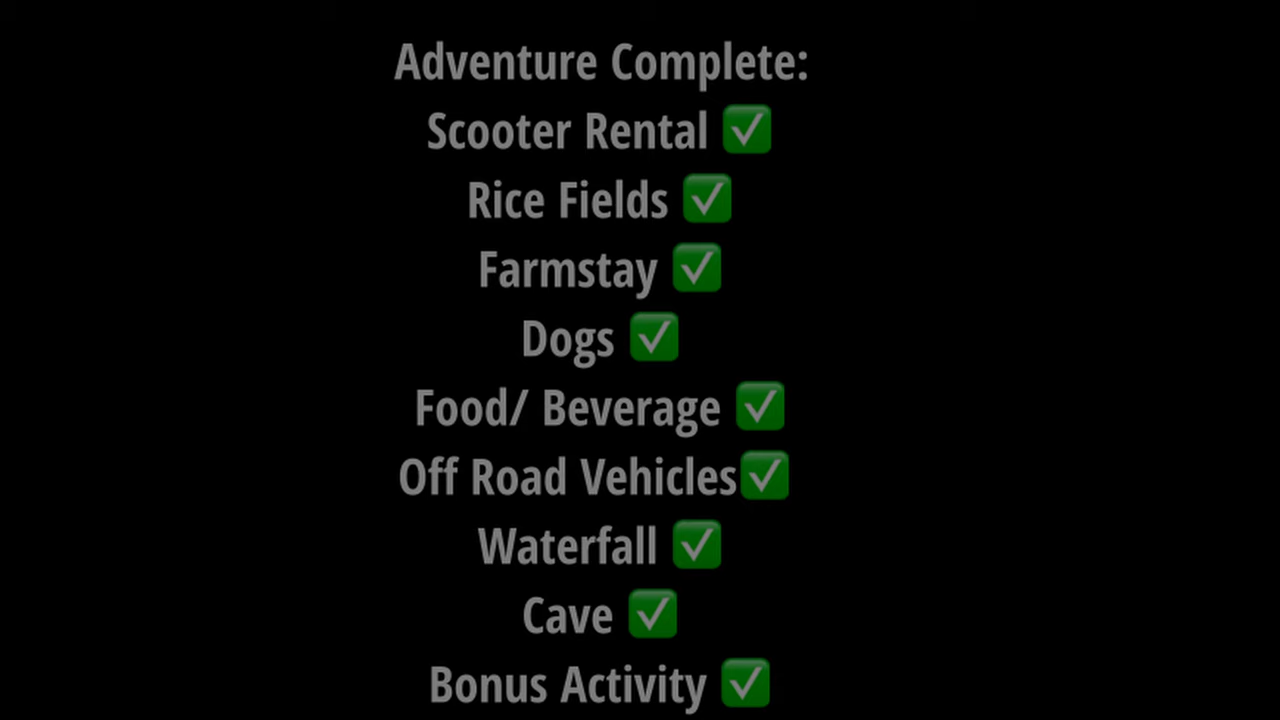 Adventure Complete:
Scooter Rental ✅
Rice Fields ✅
Farmstay ✅
Dogs ✅
Food/ Beverage ✅
Off Road Vehicles✅
Waterfall ✅
Cave ✅
Bonus Activity ✅